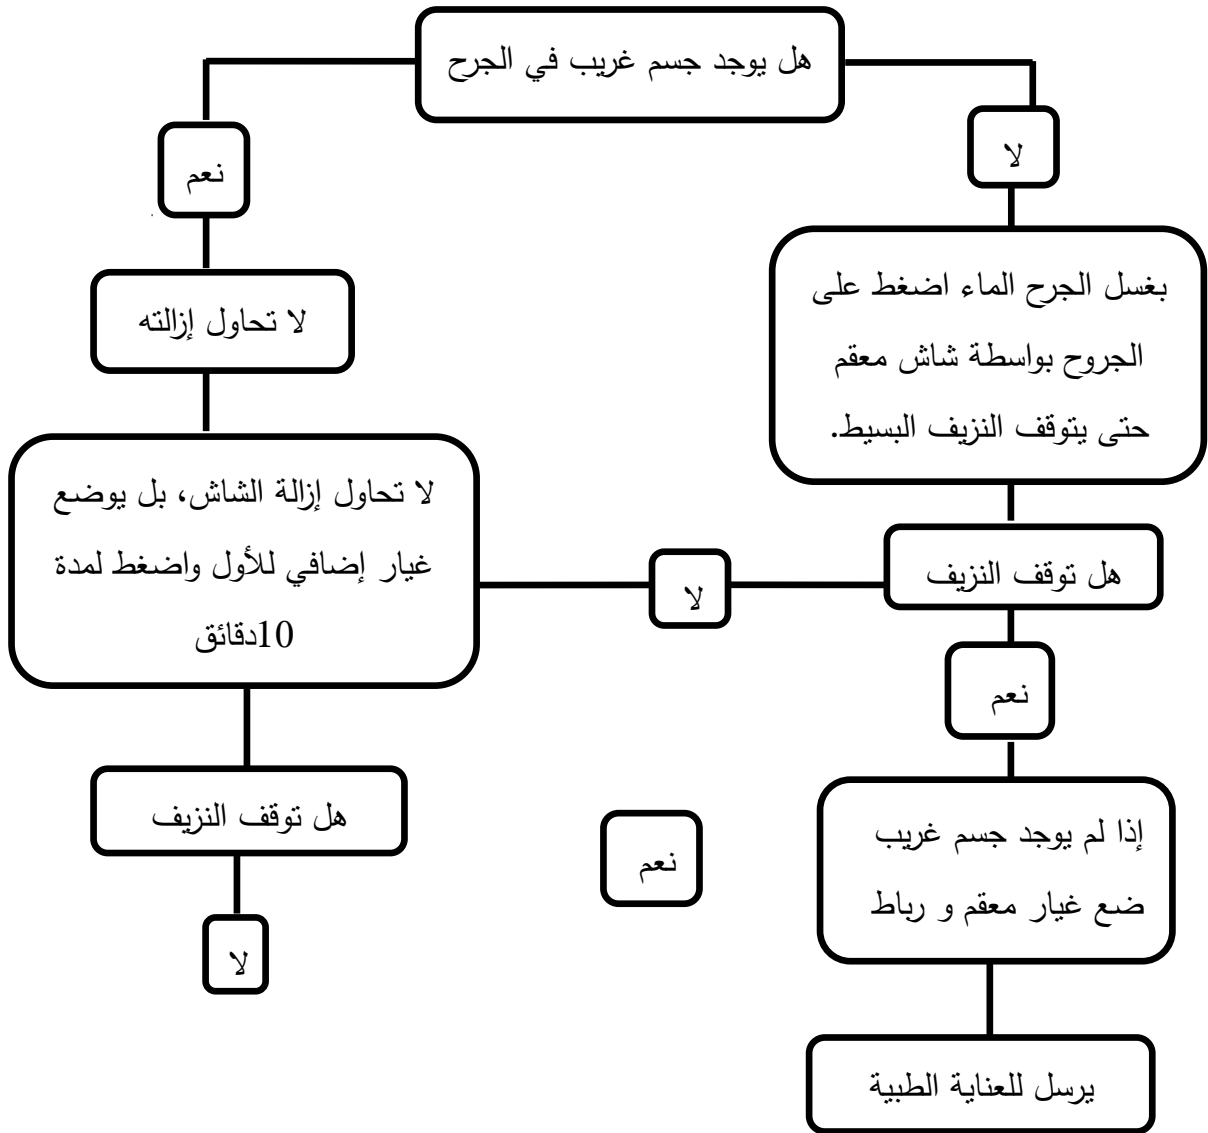 هل يوجد جسم غريب في الجرح
لا
نعم
بغسل الجرح الماء اضغط على
الجروح بواسطة شاش معقم
حتى يتوقف النزيف البسيط.
لا تحاول إزالته
لا تحاول إزالة الشاش، بل يوضع
غيار إضافي للأول واضغط لمدة
10دقائق
هل توقف النزيف
لا
نعم
هل توقف النزيف
نعم
إذا لم يوجد جسم غريب
ضع غيار معقم و رباط
لا
يرسل للعناية الطبية